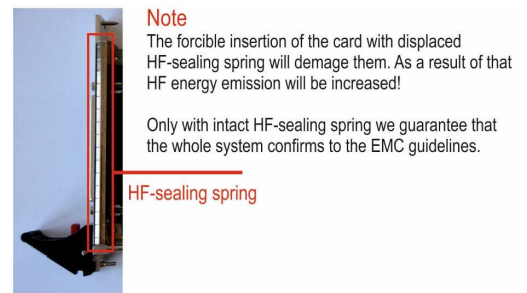 Note
The forcible insertion of the card with displaced
HF-sealing spring will demage them. As a result of that
HF energy emission will be increased!
Only with intact HF-sealing spring we guarantee that
the whole system confirms to the EMC guidelines.
HF-sealing spring